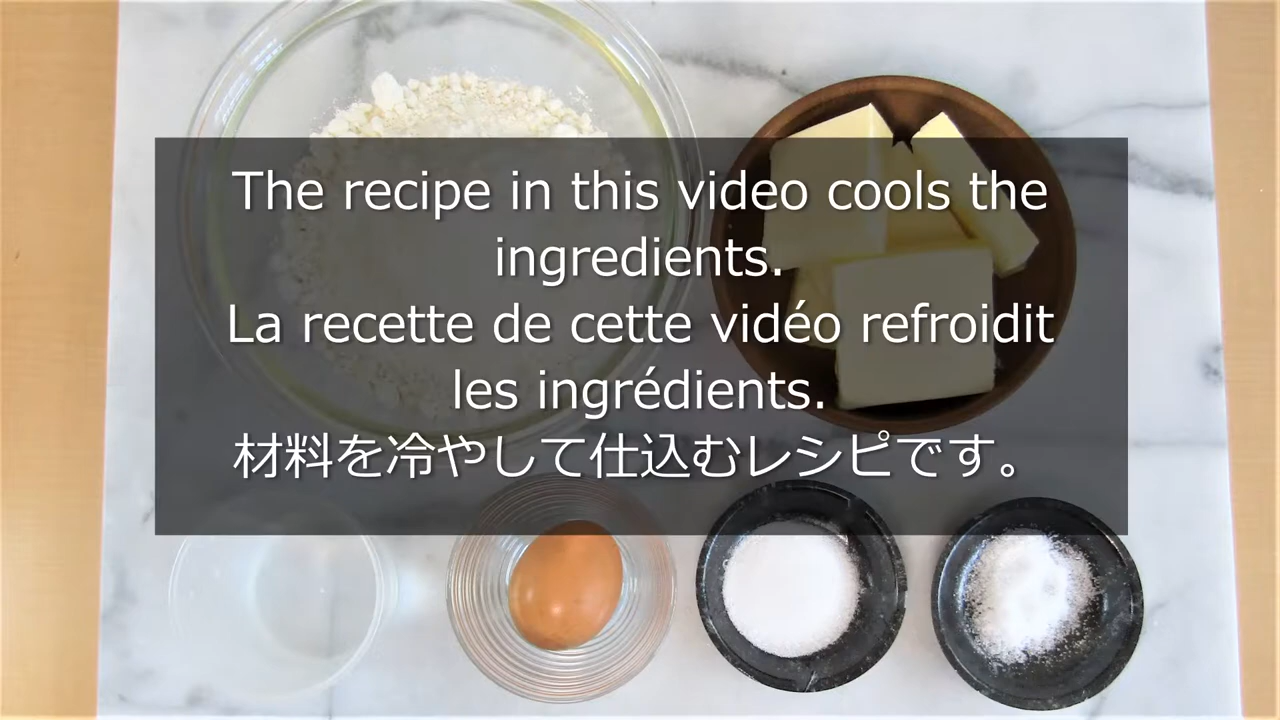 The recipe in this video cools the
ingredients.
La recette de cette vidéo refroidit
les ingrédients.
材料を冷やして仕込むレシピです。